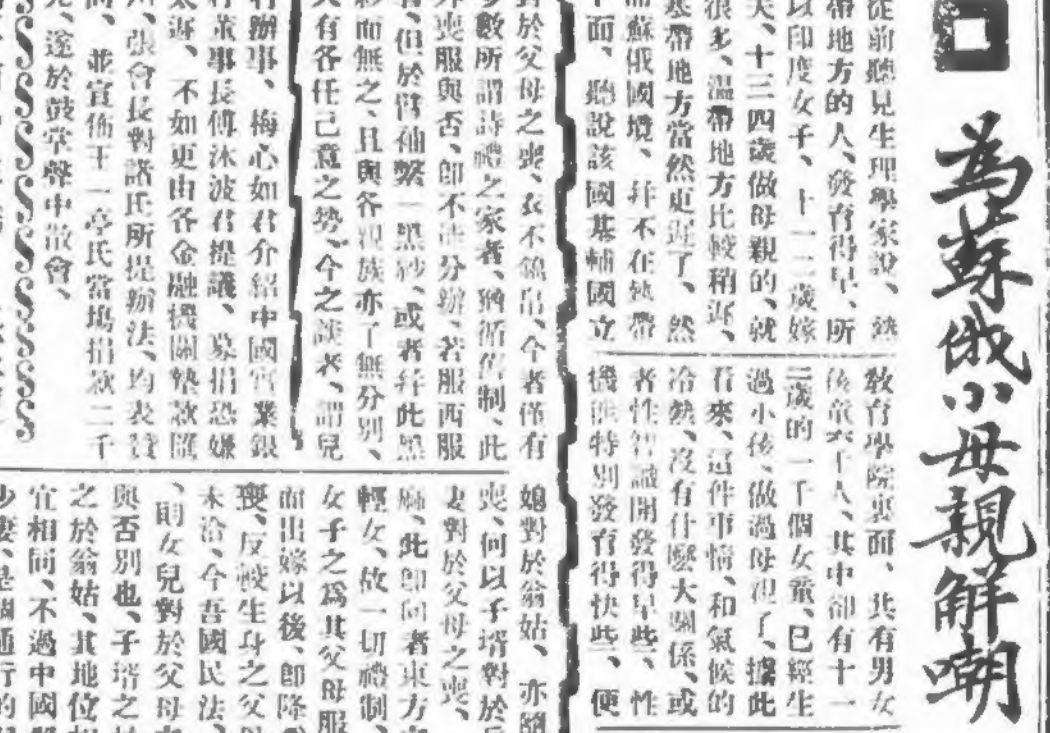 為蘇俄小母親解嘲
從前聽見生理學家說、熱
帶地方的人、發育得早、所
以印度女子、十一二歲嫁
夫、十三四歲做母親的、就
很多、溫帶地方比較稍遲、
寒帶地方當然更遲了、然
而蘇俄國境、并不在熱帶
下面、聽說該國基輔國立
教育學院裏面、共有男女
孩童六千人、其中卻有十一
二歲的一千個女童、已經生
過小孩、做過母親了、據此
看來、這件事情、和氣候的
冷熱、沒有什麼大關係、或
者性智識開發得早些、性
機能特別發育得快些、便
對於父母之喪、衣不錦帛、今者僅有
多數所謂詩禮之家者、猶循舊制、此
外喪服與否、即不分辦、若服西服
者、但於臂袖繫一黑紗、或者幷此黑
紗而無之、且與各親族亦了無分別、
大有各任己意之勢、今之談者、謂兒
媳對於翁姑、亦
喪、何以子壻對於
妻對於父母之喪、
麻、此即向者東方
輕女、故一切禮制、
女子之爲其父母服
而出嫁以後、即降
喪、反較生身之父
未洽、今吾國民法、
、則女兒對於父母
與否別也、子壻之
之於翁姑、其地位
宜相同、不過中國
少妻、是個通行的
行辦事、梅心如君介紹中國實業銀
行董事長傅沐波君提議、募捐恐嫌
太遲、不如更由各金融機關墊款匯
川、張會長對諸氏所提辦法、均表贊
同、並宣佈王一亭氏當塲捐款二千
元、遂於鼓掌聲中散會、